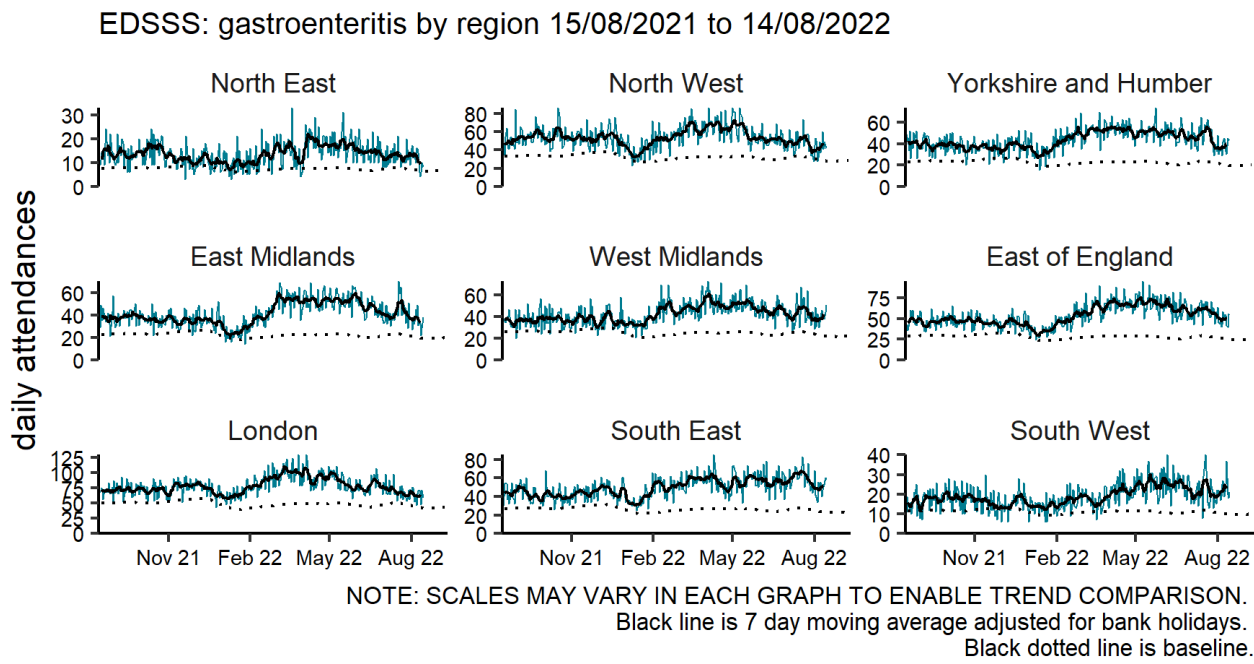 EDSSS: gastroenteritis by region 15/08/2021 to 14/08/2022
daily attendances
North East
30
20
10
0
North West
80
60
40
20
0
Yorkshire and Humber
60
40
20
0
East Midlands
60
40
20
0
West Midlands
60
40
20
0
East of England
75
50
25
0
London
125
100
75
50
25
0
Nov 21 Feb 22 May 22 Aug 22
South East
80
60
40
20
0
Nov 21 Feb 22 May 22 Aug 22
South West
40
30
20
10
0
Nov 21 Feb 22 May 22 Aug 22
NOTE: SCALES MAY VARY IN EACH GRAPH TO ENABLE TREND COMPARISON.
Black line is 7 day moving average adjusted for bank holidays.
Black dotted line is baseline.